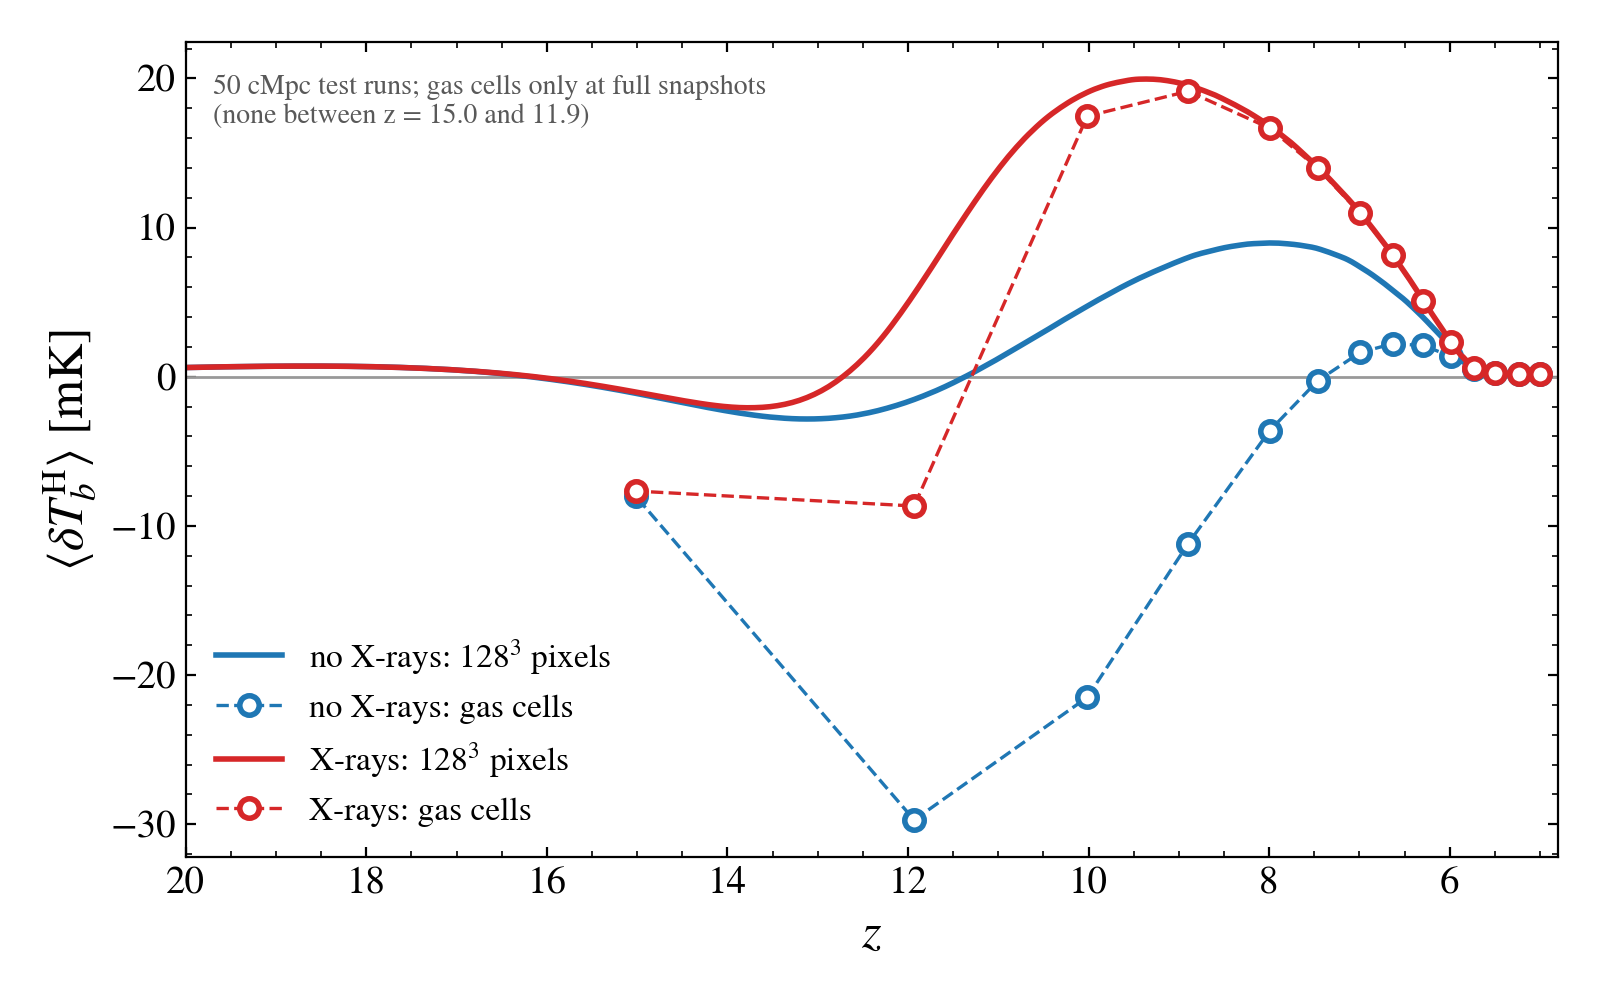 50 cMpc test runs; gas cells only at full snapshots
(none between z = 15.0 and 11.9)
⟨δT_b^H⟩ [mK]
20
10
0
−10
−20
−30
no X-rays: 128³ pixels
no X-rays: gas cells
X-rays: 128³ pixels
X-rays: gas cells
20 18 16 14 12 10 8 6
z